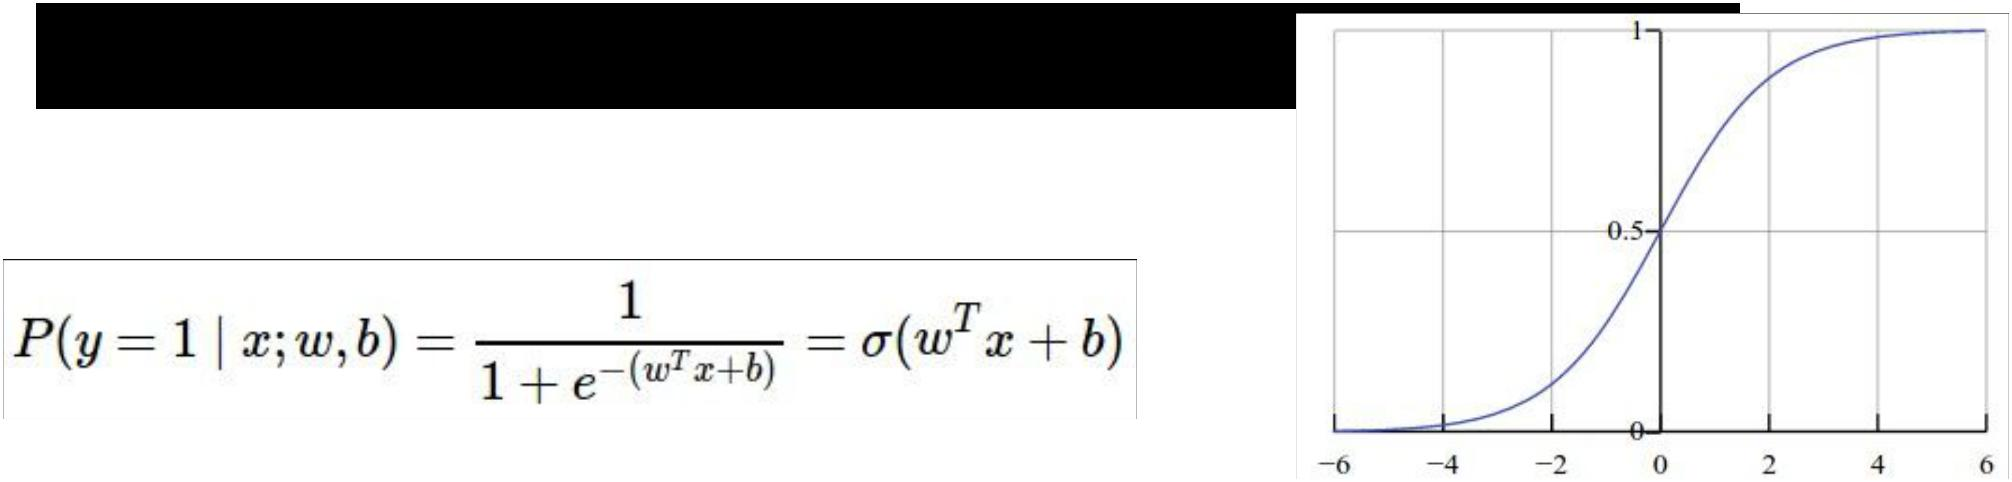 P(y = 1 | x; w, b) = 1 / (1 + e^{-(w^T x+b)}) = σ(w^T x + b)
1
0.5
0
−6 −4 −2 0 2 4 6